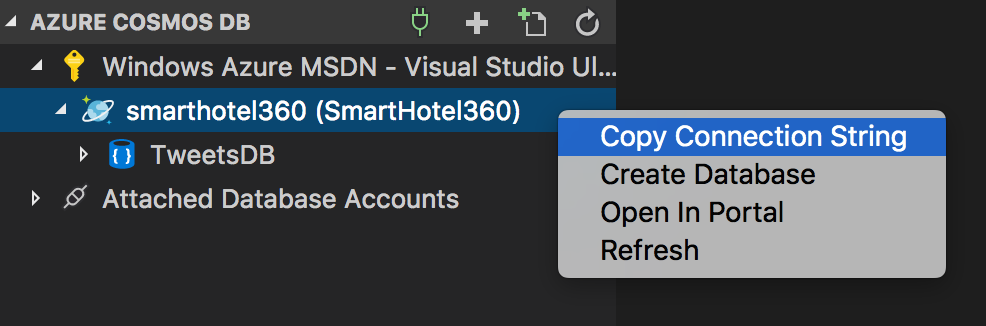 AZURE COSMOS DB
Windows Azure MSDN - Visual Studio Ul...
smarthotel360 (SmartHotel360)
TweetsDB
Attached Database Accounts
Copy Connection String
Create Database
Open In Portal
Refresh